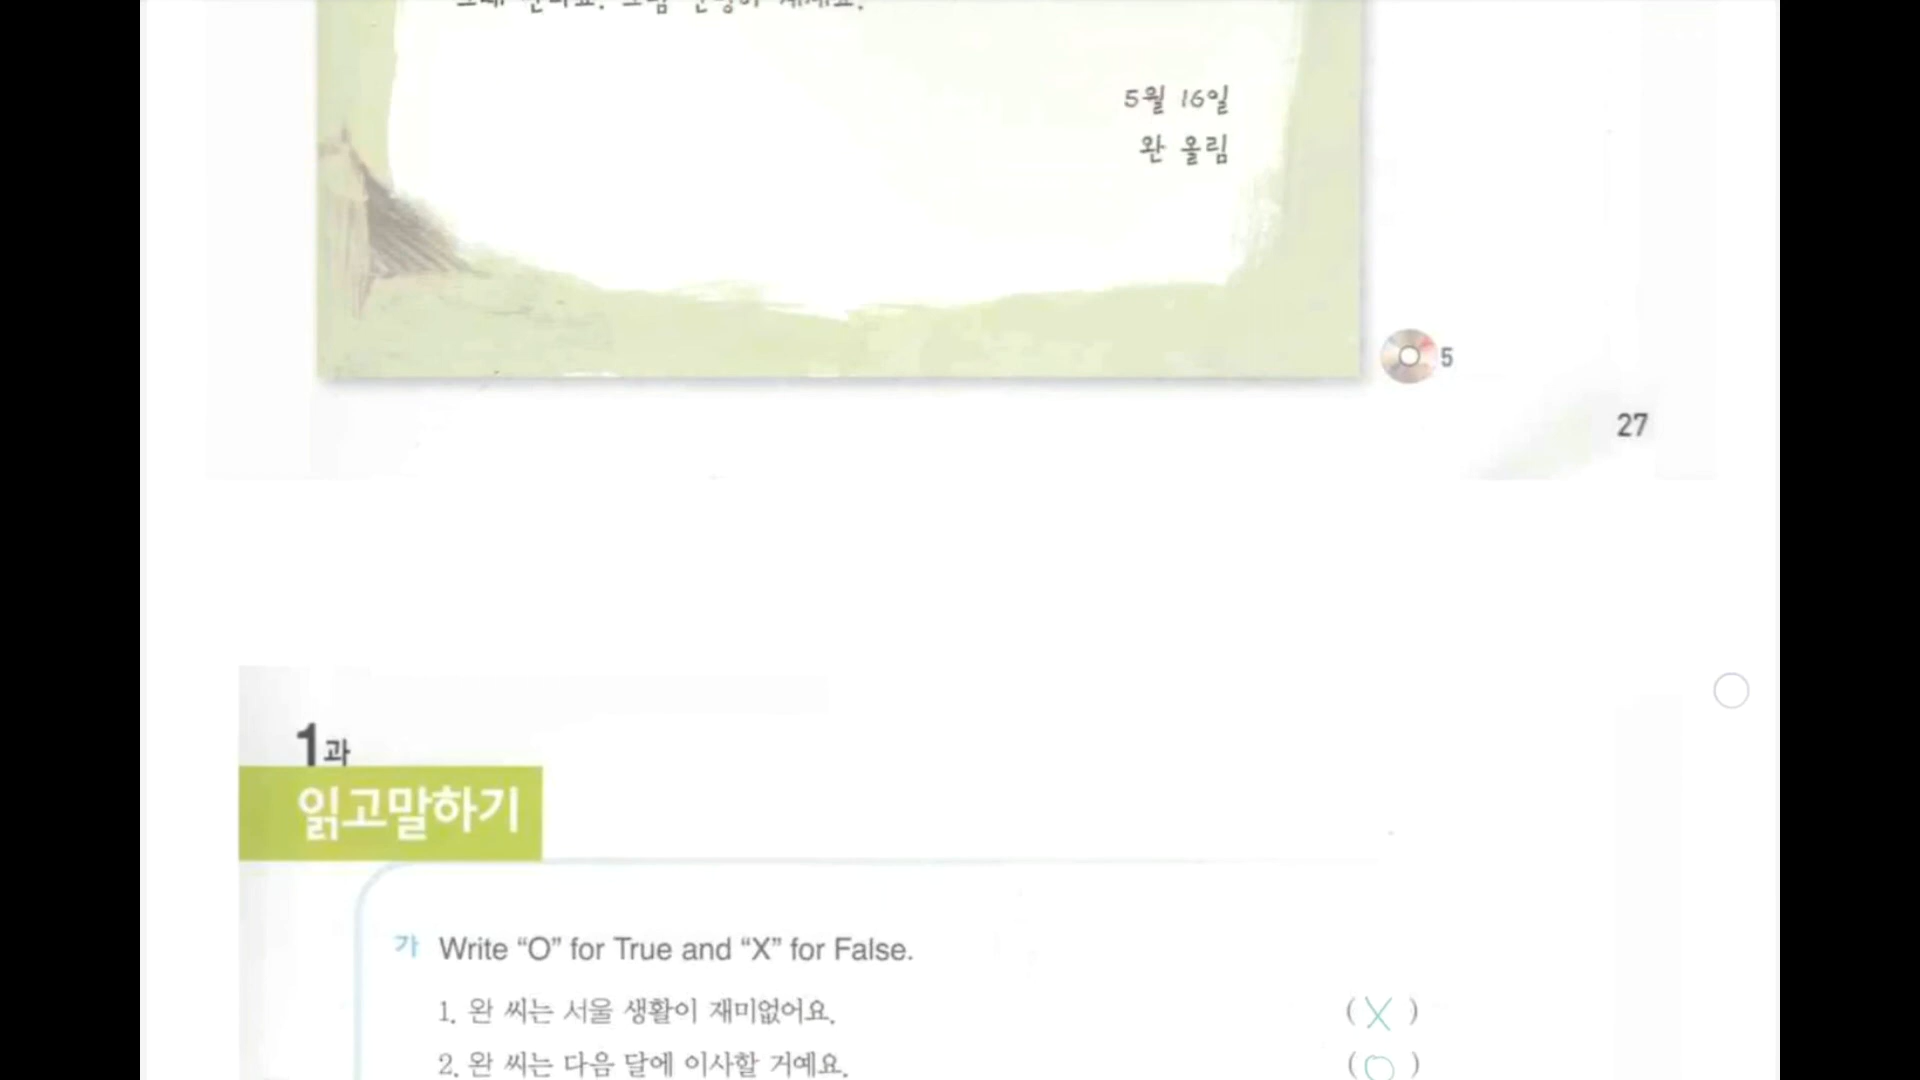 5월 16일
완 올림
5
27
1과
읽고말하기
가 Write “O” for True and “X” for False.
1. 완 씨는 서울 생활이 재미없어요. ( X )
2. 완 씨는 다음 달에 이사할 거예요. ( O )